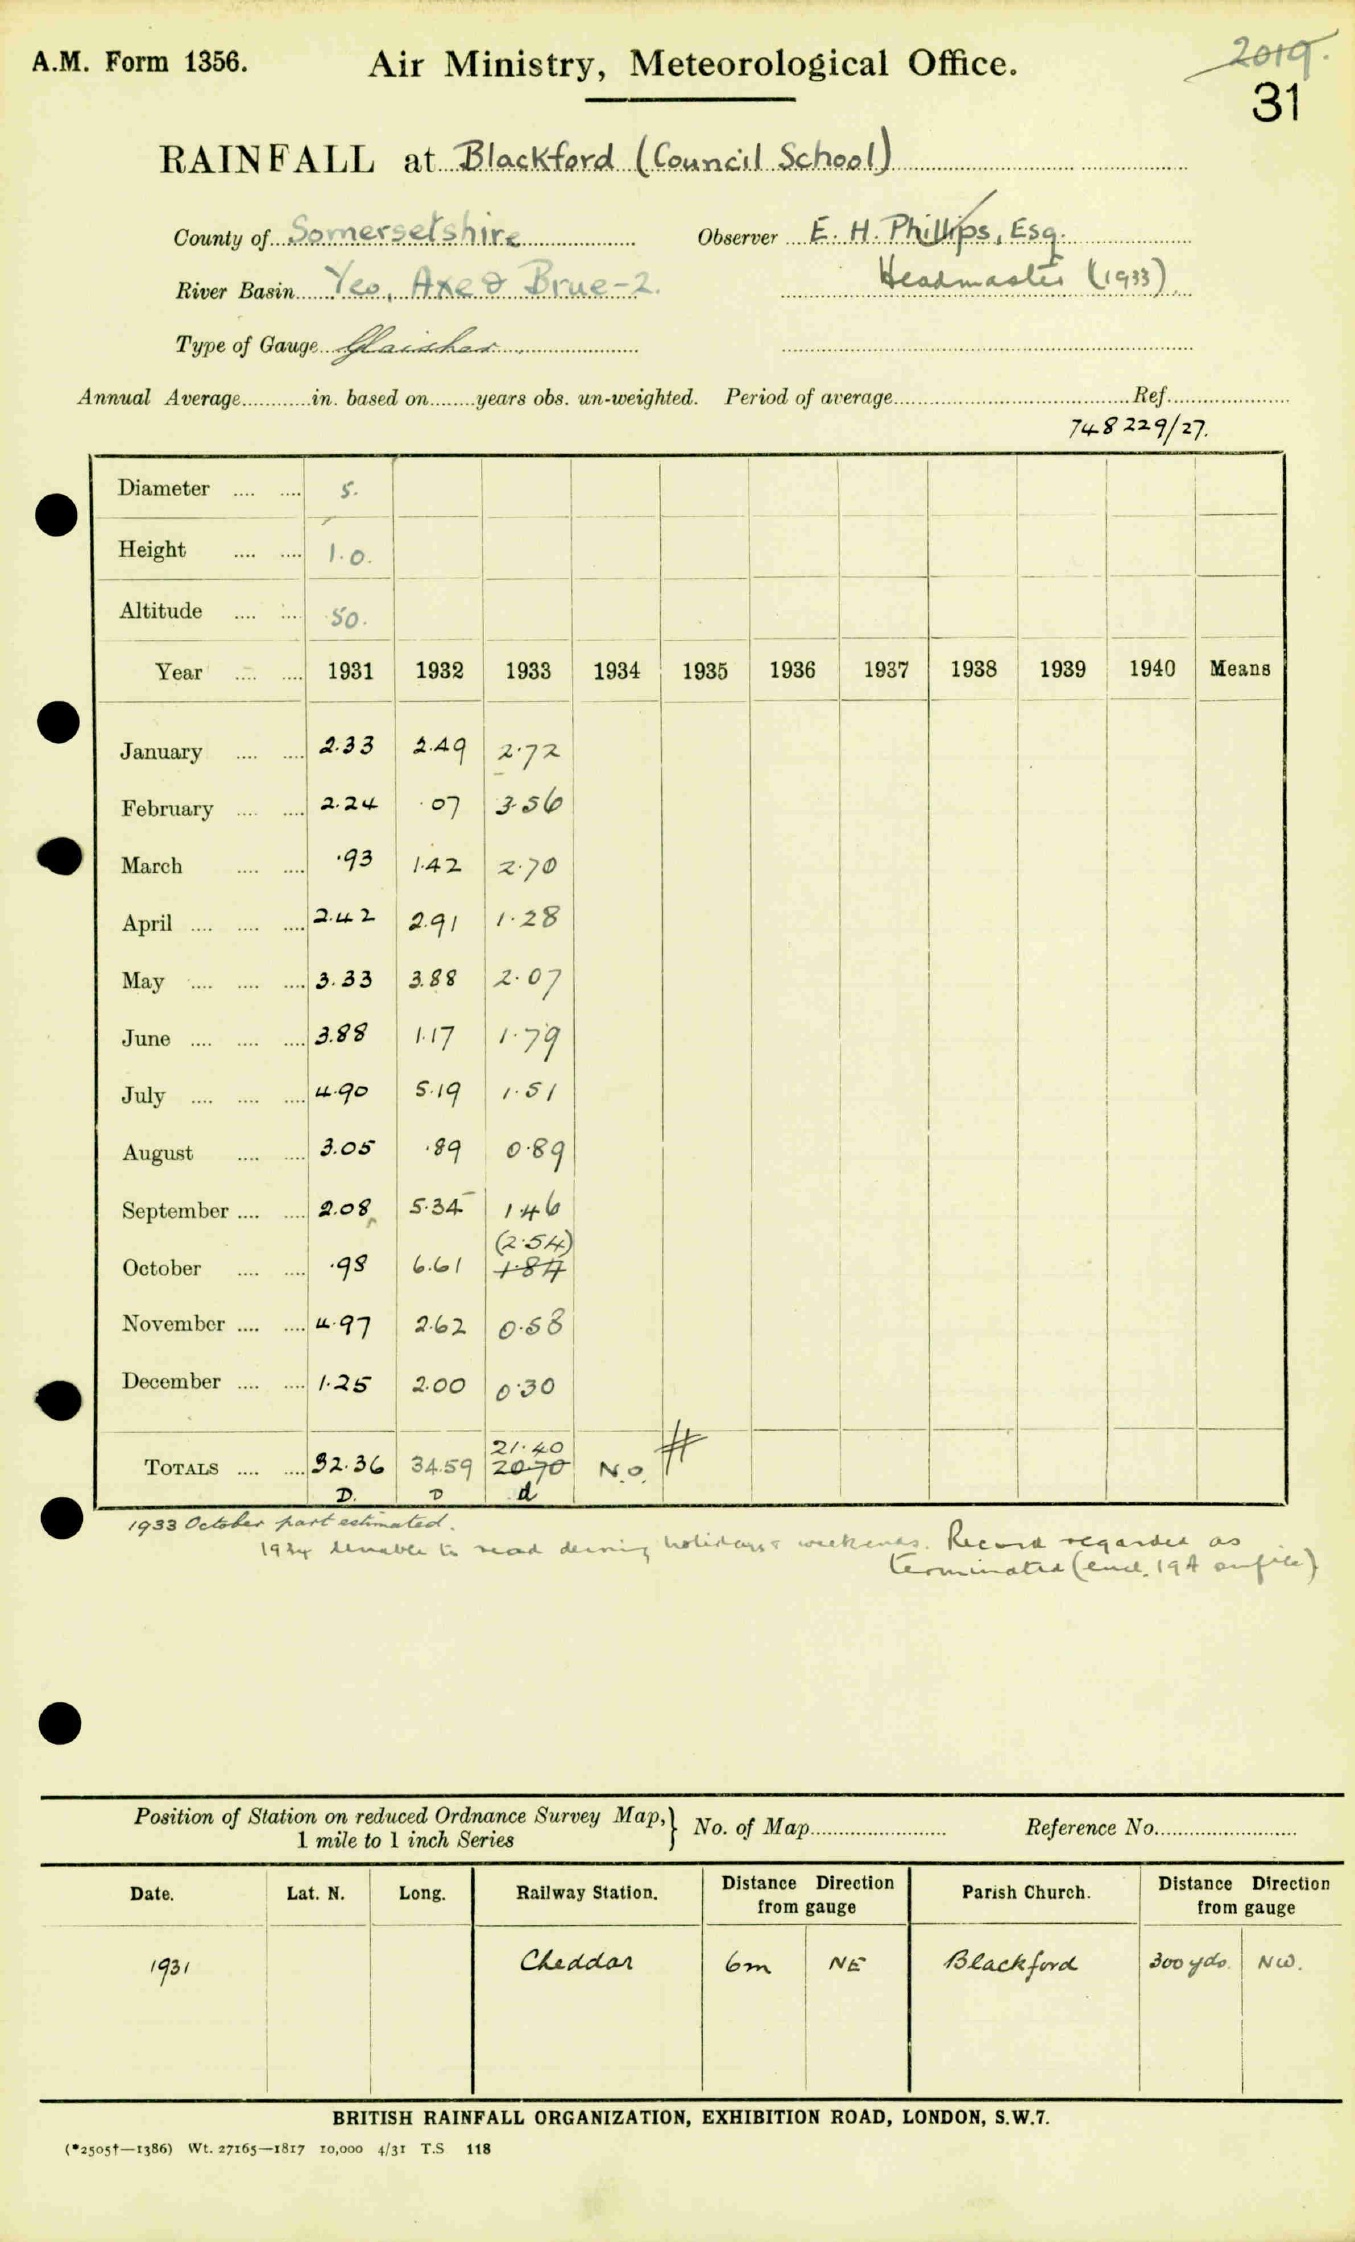 2019.
A.M. Form 1356. Air Ministry, Meteorological Office.
31
RAINFALL at Blackford (Council School)
County of Somersetshire Observer E. H. Phillips, Esq.
River Basin Yeo, Axe & Brue-2. Headmaster (1933)
Type of Gauge Glaisher
Annual Average in. based on years obs. un-weighted. Period of average Ref.
748229/27.
Diameter 5.
Height 1.0.
Altitude 50.
Year 1931 1932 1933 1934 1935 1936 1937 1938 1939 1940 Means
January 2.33 2.49 2.72
February 2.24 .07 3.56
March .93 1.42 2.70
April 2.42 2.91 1.28
May 3.33 3.88 2.07
June 3.88 1.17 1.79
July 4.90 5.19 1.51
August 3.05 .89 0.89
September 2.08 5.34 1.46
(2.54)
October .98 6.61 1.84
November 4.97 2.62 0.58
December 1.25 2.00 0.30
21.40
TOTALS 32.36 34.59 20.70 N.O. #
D. D d
1933 October part estimated.
1934 Unable to read during holidays & weekends. Record regarded as
terminated (encl. 19A on file)
Position of Station on reduced Ordnance Survey Map, } No. of Map Reference No.
1 mile to 1 inch Series
Date. Lat. N. Long. Railway Station. Distance Direction from gauge Parish Church. Distance Direction from gauge
1931 Cheddar 6m NE Blackford 300 yds. NW.
BRITISH RAINFALL ORGANIZATION, EXHIBITION ROAD, LONDON, S.W.7.
(*2505†—1386) Wt. 27165—1817 10,000 4/31 T.S 118